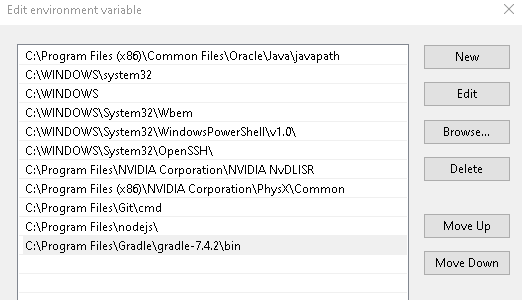 Edit environment variable
C:\Program Files (x86)\Common Files\Oracle\Java\javapath
C:\WINDOWS\system32
C:\WINDOWS
C:\WINDOWS\System32\Wbem
C:\WINDOWS\System32\WindowsPowerShell\v1.0\
C:\WINDOWS\System32\OpenSSH\
C:\Program Files\NVIDIA Corporation\NVIDIA NvDLISR
C:\Program Files (x86)\NVIDIA Corporation\PhysX\Common
C:\Program Files\Git\cmd
C:\Program Files\nodejs\
C:\Program Files\Gradle\gradle-7.4.2\bin
New
Edit
Browse...
Delete
Move Up
Move Down